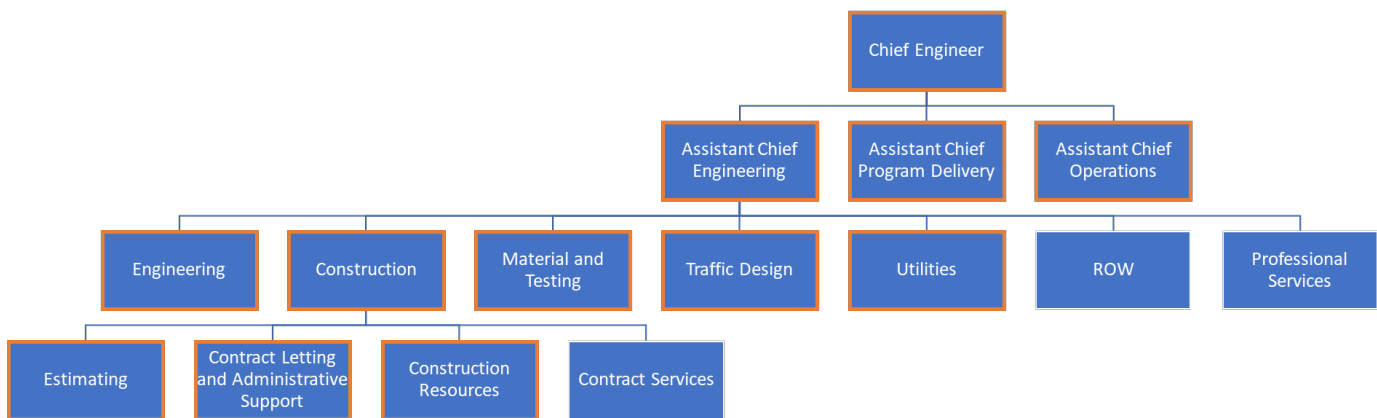 Chief Engineer
Assistant Chief
Engineering
Assistant Chief
Program Delivery
Assistant Chief
Operations
Engineering
Construction
Material and
Testing
Traffic Design
Utilities
ROW
Professional
Services
Estimating
Contract Letting
and Administrative
Support
Construction
Resources
Contract Services